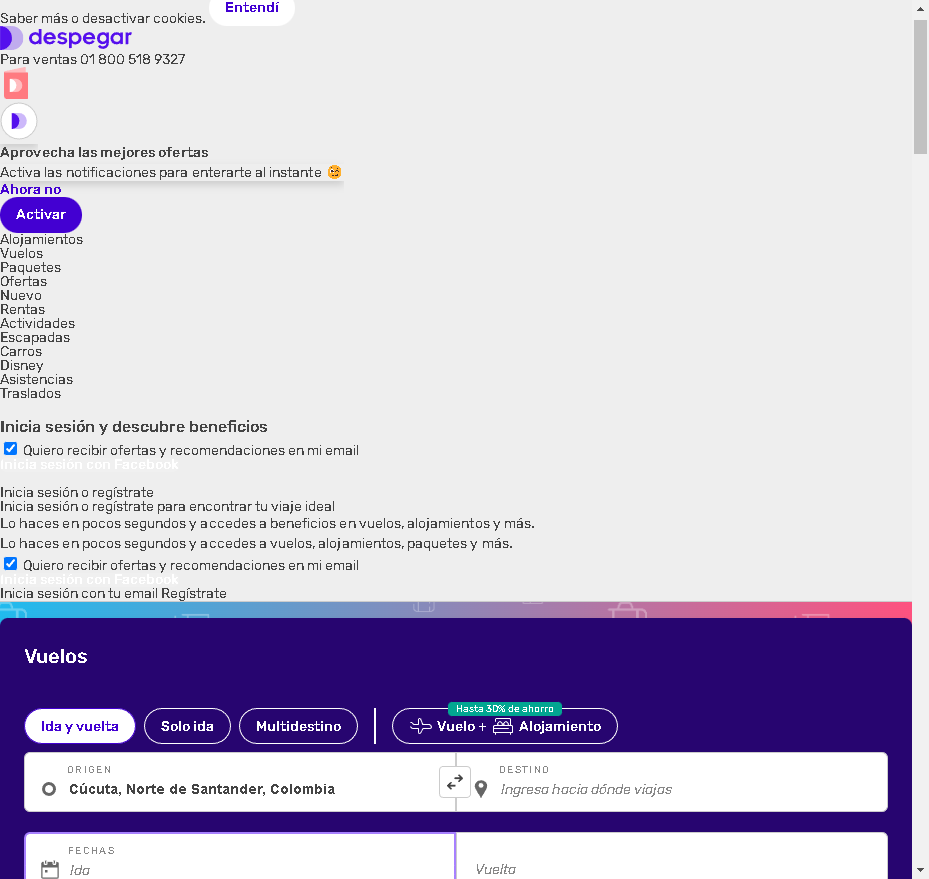 Saber más o desactivar cookies. Entendí
despegar
Para ventas 01 800 518 9327
Aprovecha las mejores ofertas
Activa las notificaciones para enterarte al instante
Ahora no
Activar
Alojamientos
Vuelos
Paquetes
Ofertas
Nuevo
Rentas
Actividades
Escapadas
Carros
Disney
Asistencias
Traslados
Inicia sesión y descubre beneficios
Quiero recibir ofertas y recomendaciones en mi email
Inicia sesión con Facebook
Inicia sesión o regístrate
Inicia sesión o regístrate para encontrar tu viaje ideal
Lo haces en pocos segundos y accedes a beneficios en vuelos, alojamientos y más.
Lo haces en pocos segundos y accedes a vuelos, alojamientos, paquetes y más.
Quiero recibir ofertas y recomendaciones en mi email
Inicia sesión con Facebook
Inicia sesión con tu email Regístrate
Vuelos
Hasta 30% de ahorro
Ida y vuelta Solo ida Multidestino Vuelo + Alojamiento
ORIGEN DESTINO
Cúcuta, Norte de Santander, Colombia Ingresa hacia dónde viajas
FECHAS
Ida Vuelta